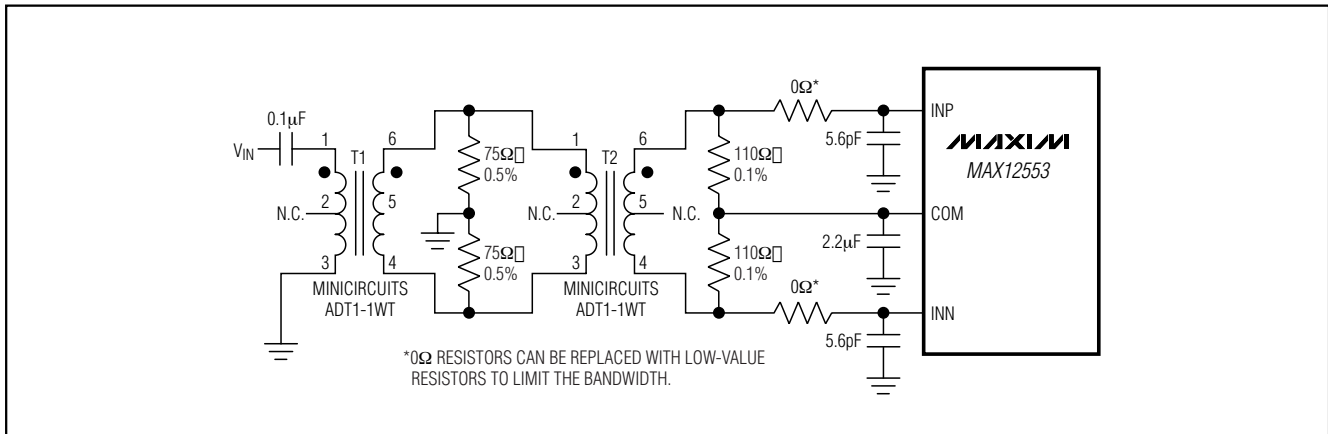 0.1μF
VIN
1
T1
6
2
5
N.C.
3
4
MINICIRCUITS
ADT1-1WT
75Ω▯
0.5%
75Ω▯
0.5%
1
T2
6
N.C.
2
5
N.C.
3
4
MINICIRCUITS
ADT1-1WT
110Ω▯
0.1%
110Ω▯
0.1%
0Ω*
5.6pF
2.2μF
0Ω*
5.6pF
INP
MAXIM
MAX12553
COM
INN
*0Ω RESISTORS CAN BE REPLACED WITH LOW-VALUE
RESISTORS TO LIMIT THE BANDWIDTH.